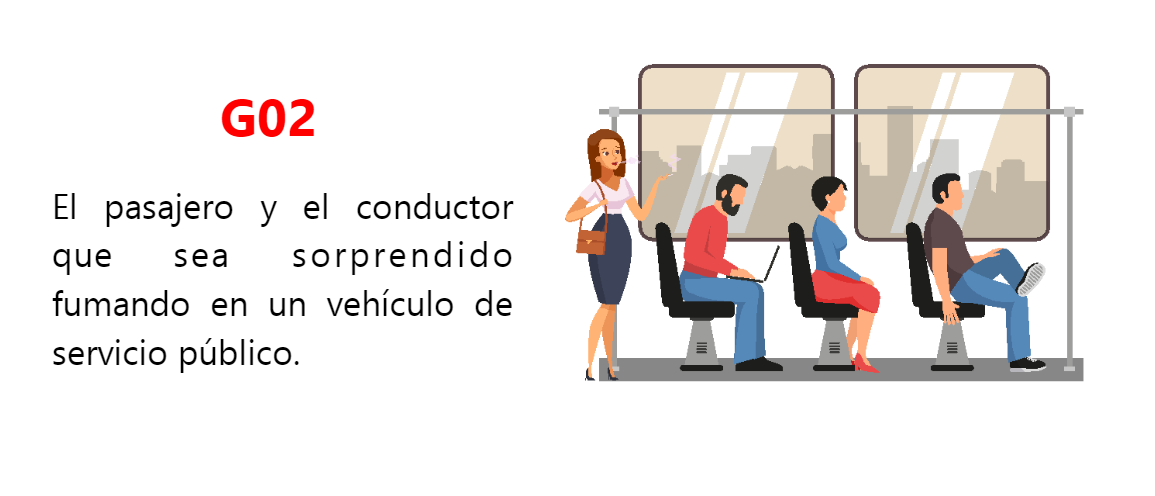 G02
El pasajero y el conductor
que sea sorprendido
fumando en un vehículo de
servicio público.